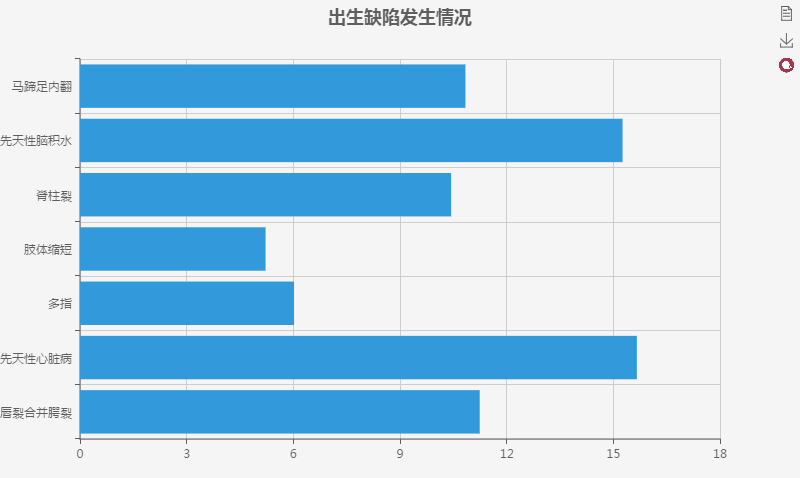 出生缺陷发生情况
马蹄足内翻
先天性脑积水
脊柱裂
肢体缩短
多指
先天性心脏病
唇裂合并腭裂
0 3 6 9 12 15 18